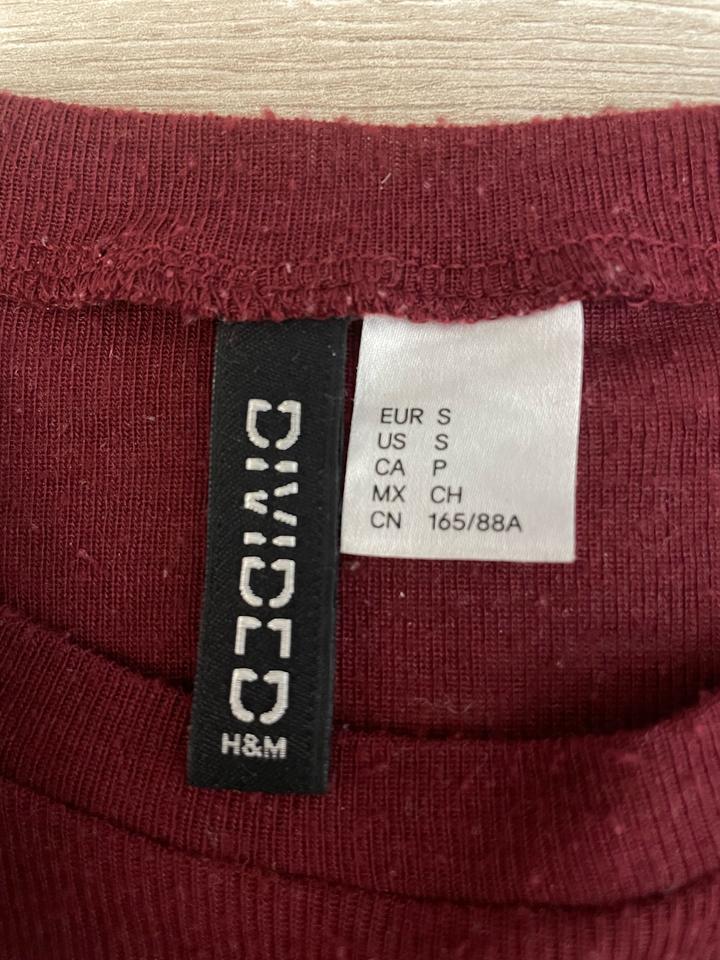 DIVIDED
H&M
EUR S
US S
CA P
MX CH
CN 165/88A